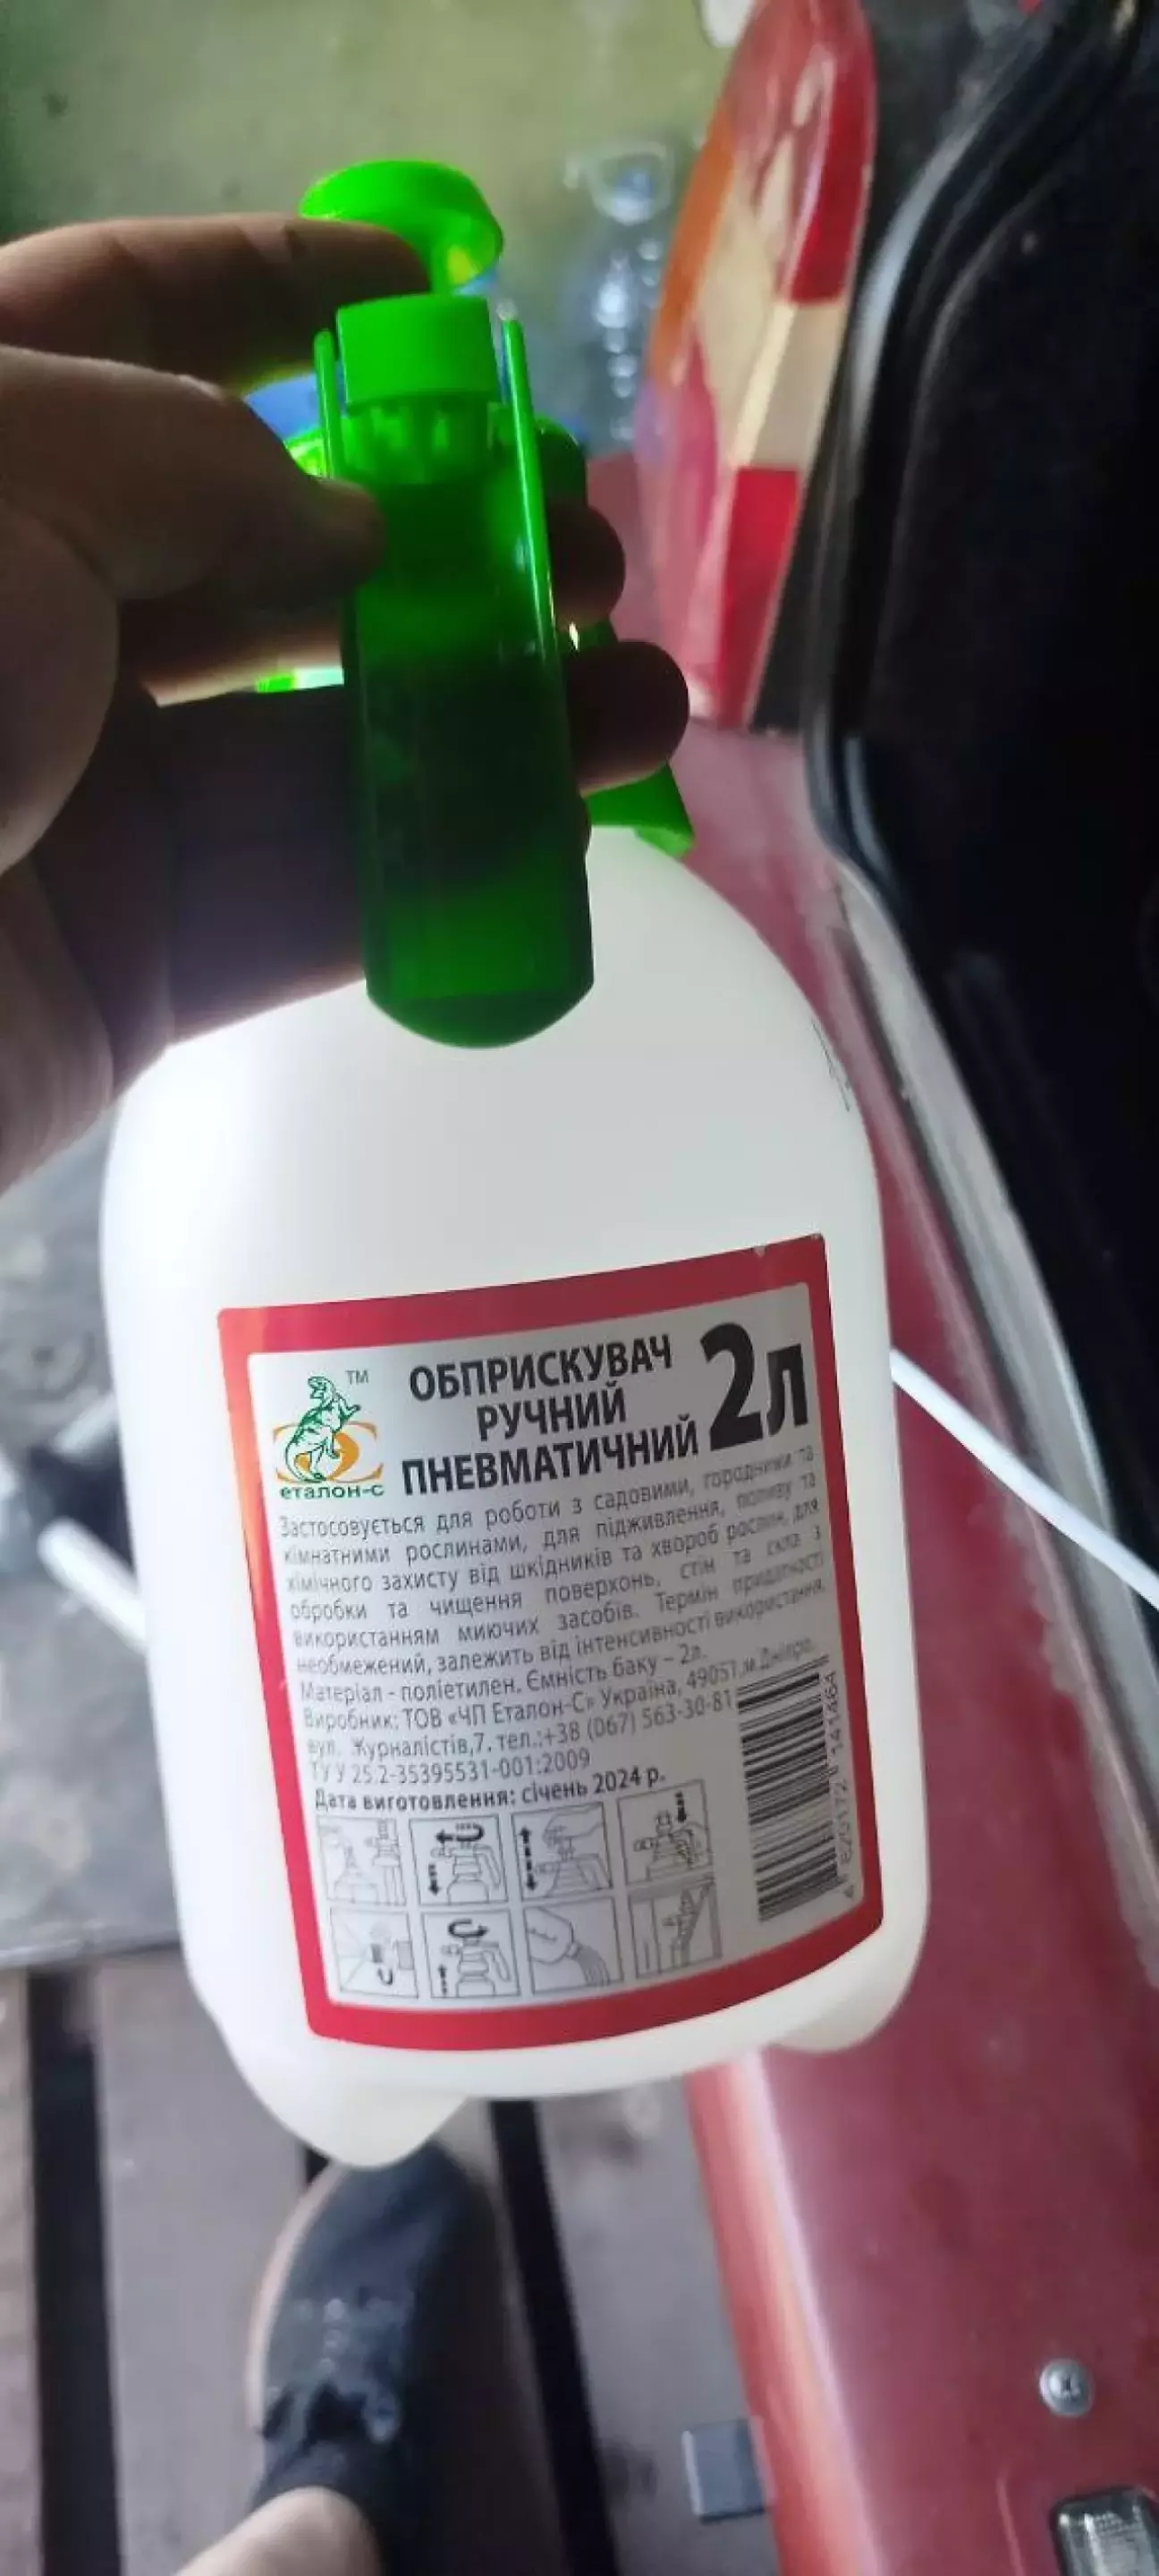 ТМ
еталон-с
ОБПРИСКУВАЧ
РУЧНИЙ
ПНЕВМАТИЧНИЙ
2л
Застосовується для роботи з садовими, городними та
кімнатними рослинами, для підживлення, поливу та
хімічного захисту від шкідників та хвороб рослин, для
обробки та чищення поверхонь, стін та скла з
використанням миючих засобів. Термін придатності
необмежений, залежить від інтенсивності використання.
Матеріал - поліетилен. Ємність баку – 2л.
Виробник: ТОВ «ЧП Еталон-С» Україна, 49051, м.Дніпро,
вул. Журналістів,7. тел.:+38 (067) 563-30-81
ТУ У 25.2-35395531-001:2009
Дата виготовлення: січень 2024 р.